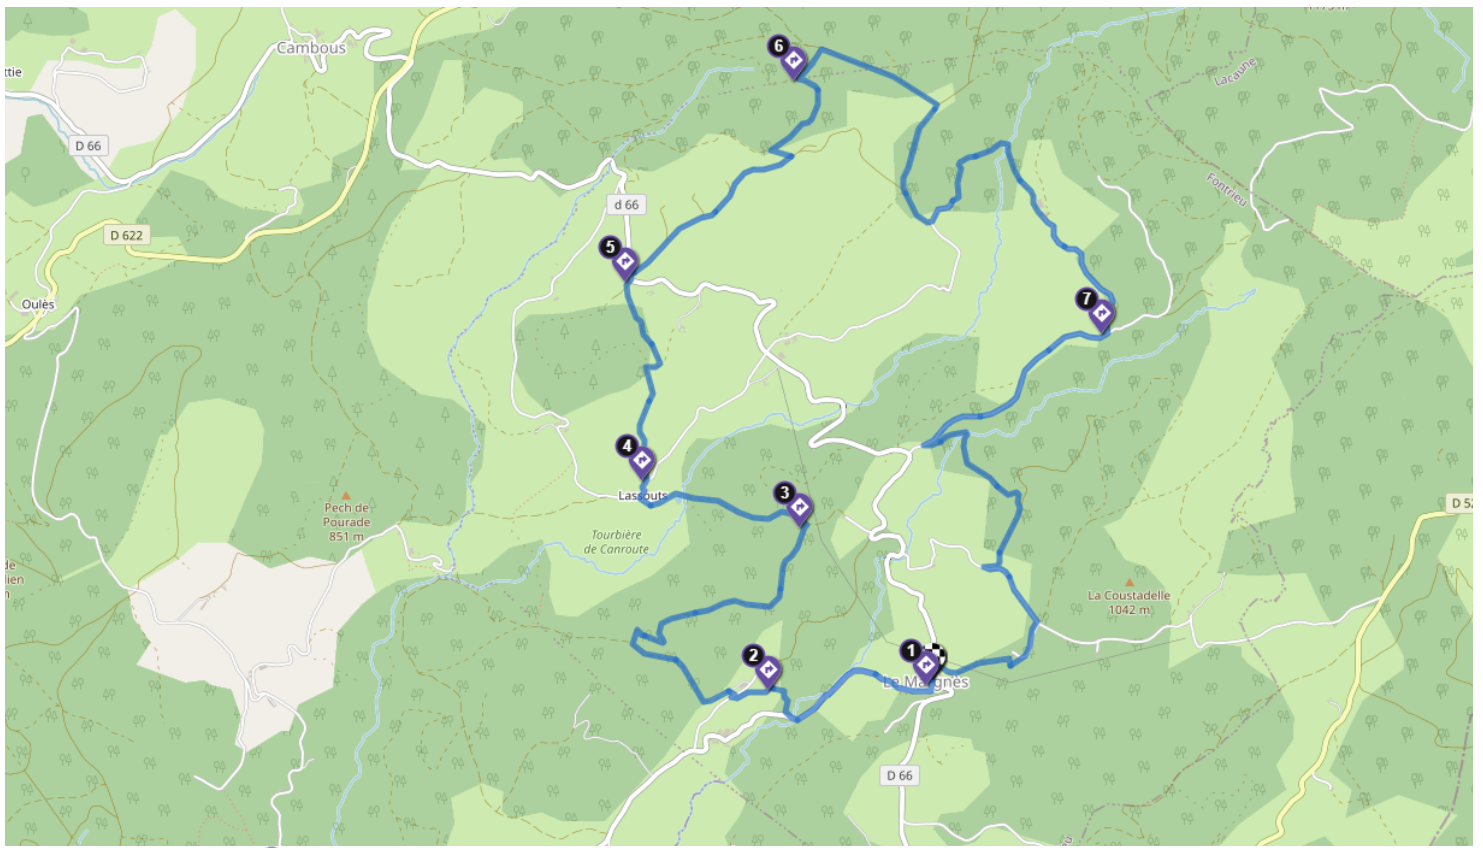 Cambous
ttie
D 66
6
Lacaune
Fontrieu
d 66
D 622
5
Oulès
7
4
Lassouts
3
Pech de
Pourade
851 m
Tourbière
de Canroute
D 52
La Coustadelle
1042 m
2
1
Le Margnès
D 66